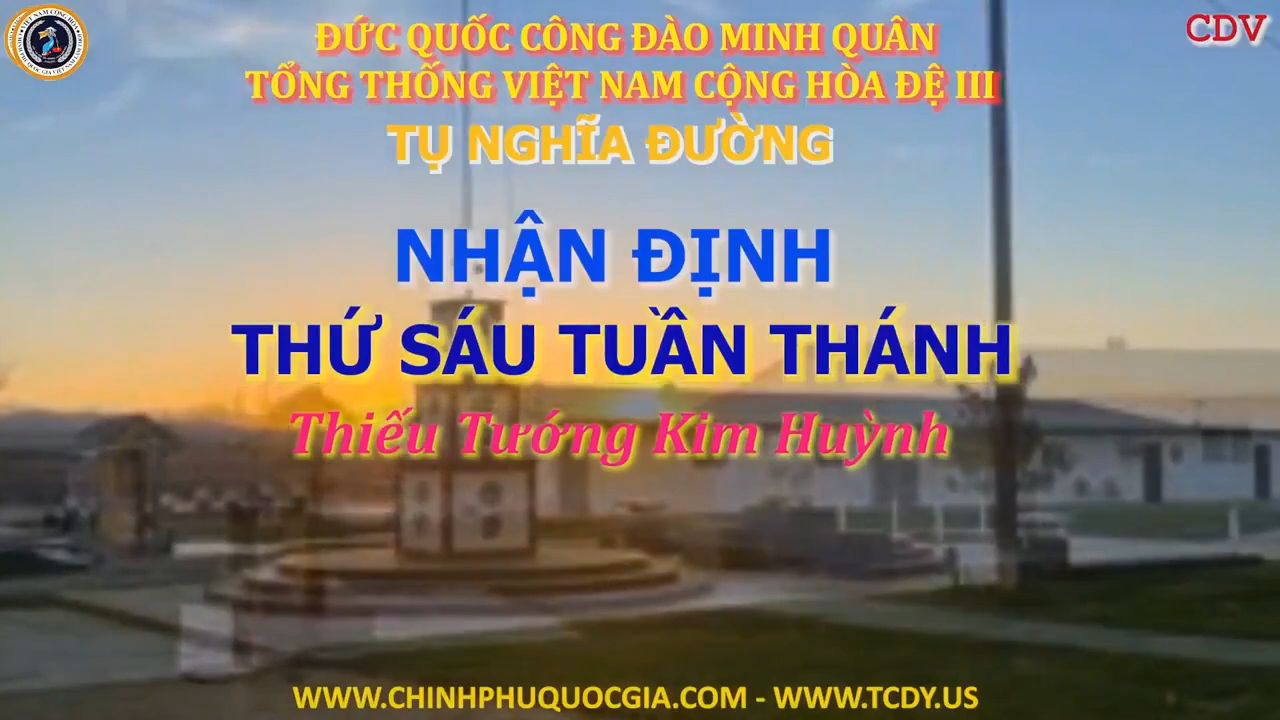 CDV
ĐỨC QUỐC CÔNG ĐÀO MINH QUÂN
TỔNG THỐNG VIỆT NAM CỘNG HÒA ĐỆ III
TỤ NGHĨA ĐƯỜNG
NHẬN ĐỊNH
THỨ SÁU TUẦN THÁNH
Thiếu Tướng Kim Huỳnh
WWW.CHINHPHUQUOCGIA.COM - WWW.TCDY.US